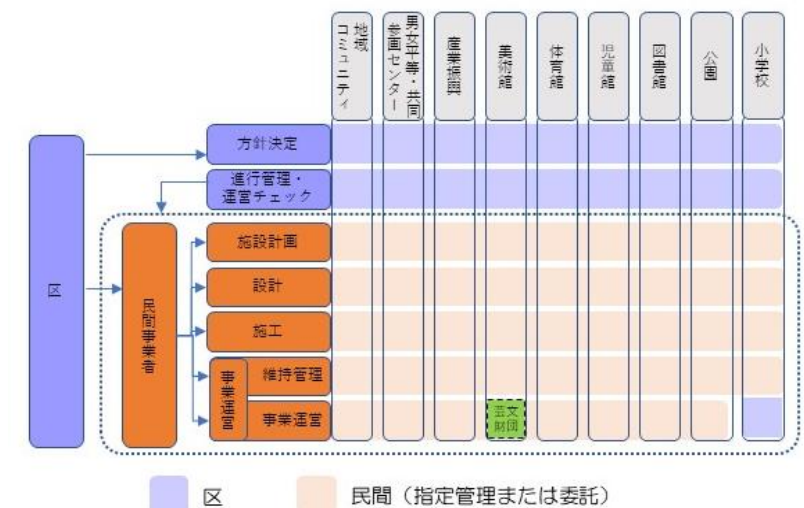 地域
コミュニティ
男女平等・共同
参画センター
産業振興
美術館
体育館
児童館
図書館
公園
小学校
区
方針決定
進行管理・
運営チェック
民間事業者
施設計画
設計
施工
事業運営
維持管理
事業運営
芸文
財団
区
民間（指定管理または委託）